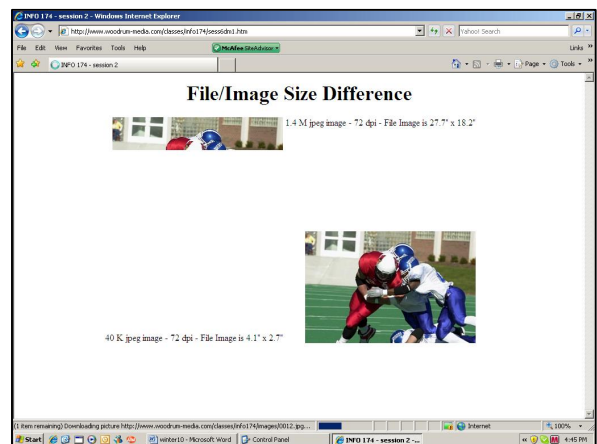 INFO 174 - session 2 - Windows Internet Explorer
http://www.woodrum-media.com/classes/info174/sess6dm1.htm
Yahoo! Search
File Edit View Favorites Tools Help
McAfee SiteAdvisor
Links »
INFO 174 - session 2
Page Tools »
File/Image Size Difference
1.4 M jpeg image - 72 dpi - File Image is 27.7" x 18.2"
40 K jpeg image - 72 dpi - File Image is 4.1" x 2.7"
(1 item remaining) Downloading picture http://www.woodrum-media.com/classes/info174/images/0012.jpg...
Internet
100%
Start
winter10 - Microsoft Word
Control Panel
INFO 174 - session 2 -...
« 4:45 PM